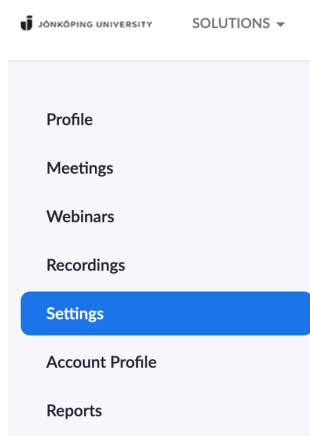 JÖNKÖPING UNIVERSITY SOLUTIONS
Profile
Meetings
Webinars
Recordings
Settings
Account Profile
Reports